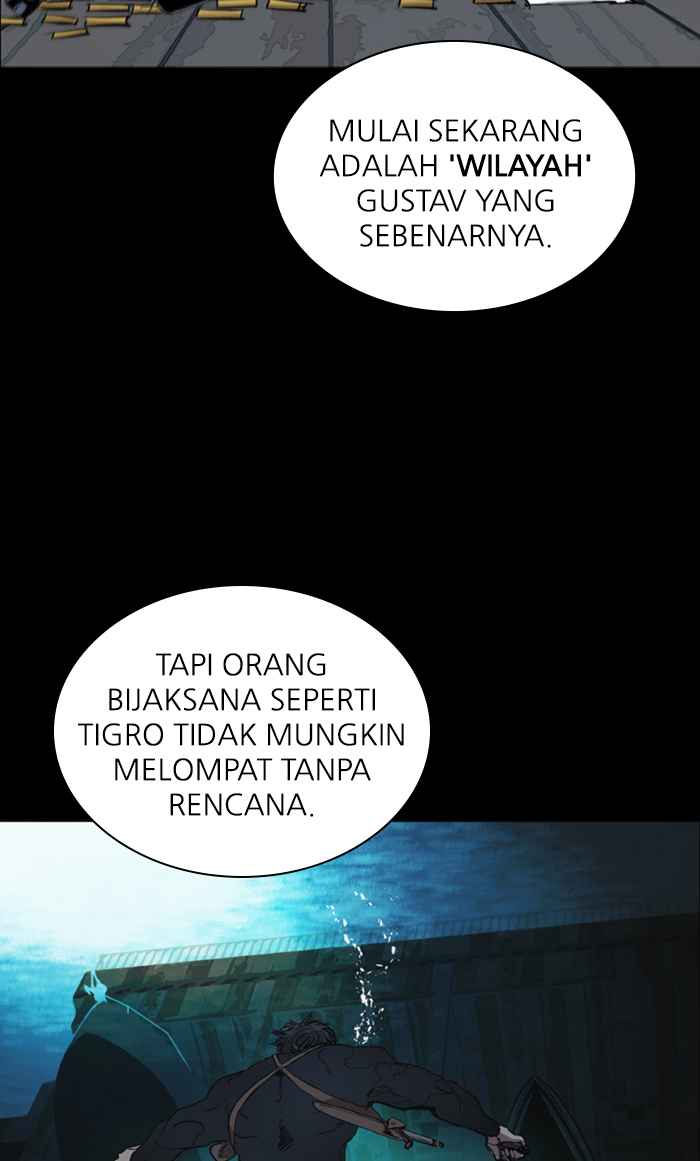 MULAI SEKARANG
ADALAH 'WILAYAH'
GUSTAV YANG
SEBENARNYA.
TAPI ORANG
BIJAKSANA SEPERTI
TIGRO TIDAK MUNGKIN
MELOMPAT TANPA
RENCANA.